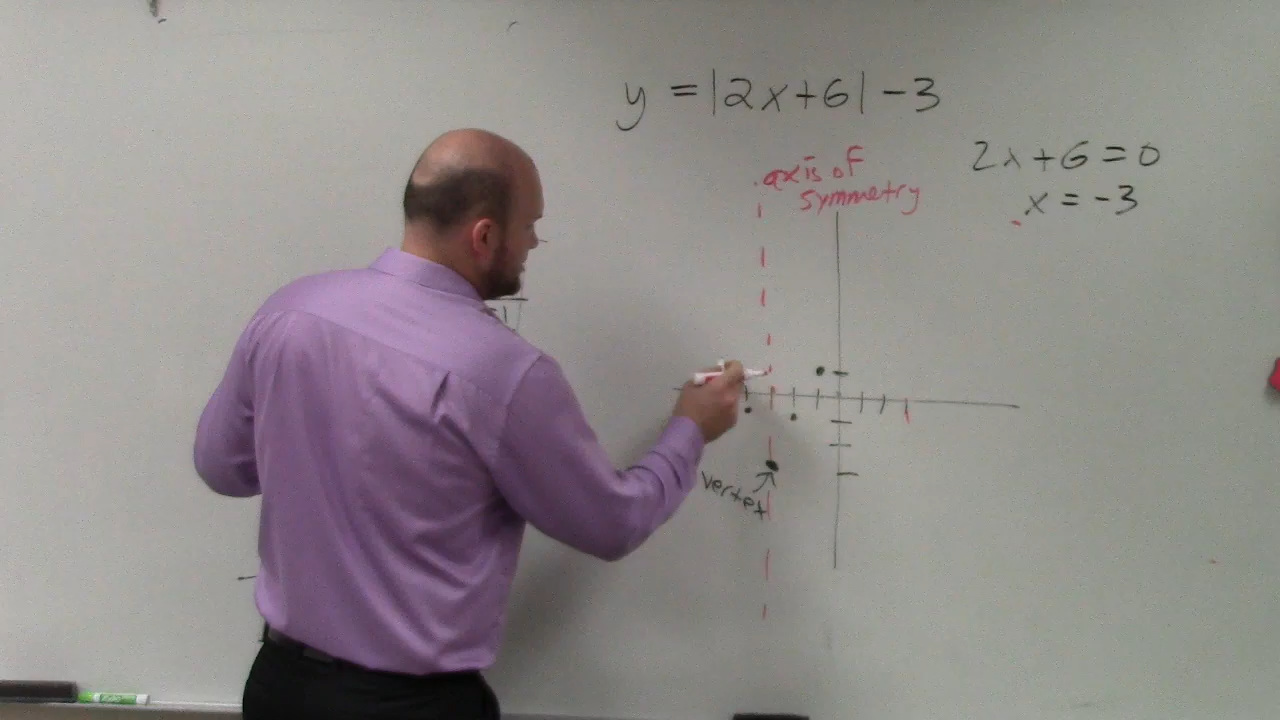 y = |2x+6| -3
axis of
symmetry
2x+6=0
x = -3
vertex